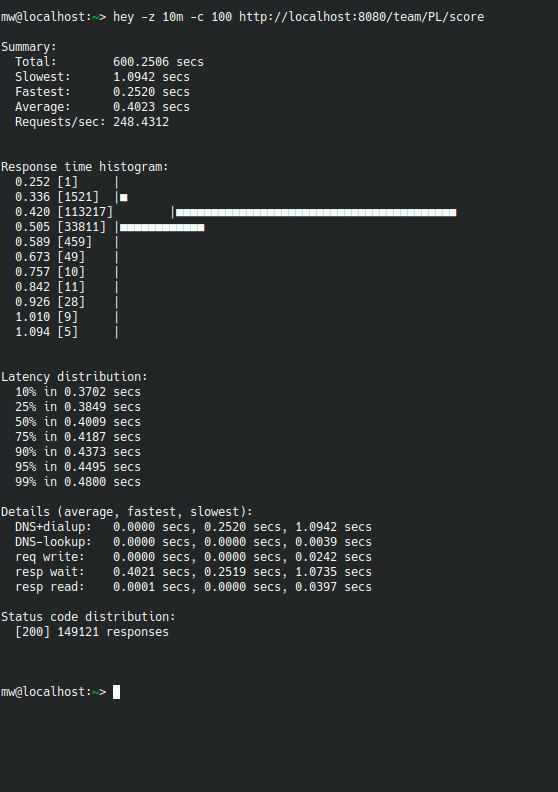 mw@localhost:~> hey -z 10m -c 100 http://localhost:8080/team/PL/score
Summary:
  Total:        600.2506 secs
  Slowest:      1.0942 secs
  Fastest:      0.2520 secs
  Average:      0.4023 secs
  Requests/sec: 248.4312
Response time histogram:
  0.252 [1]     |
  0.336 [1521]  |■
  0.420 [113217]        |■■■■■■■■■■■■■■■■■■■■■■■■■■■■■■■■■■■■■■■■
  0.505 [33811] |■■■■■■■■■■■■
  0.589 [459]   |
  0.673 [49]    |
  0.757 [10]    |
  0.842 [11]    |
  0.926 [28]    |
  1.010 [9]     |
  1.094 [5]     |
Latency distribution:
  10% in 0.3702 secs
  25% in 0.3849 secs
  50% in 0.4009 secs
  75% in 0.4187 secs
  90% in 0.4373 secs
  95% in 0.4495 secs
  99% in 0.4800 secs
Details (average, fastest, slowest):
  DNS+dialup:   0.0000 secs, 0.2520 secs, 1.0942 secs
  DNS-lookup:   0.0000 secs, 0.0000 secs, 0.0039 secs
  req write:    0.0000 secs, 0.0000 secs, 0.0242 secs
  resp wait:    0.4021 secs, 0.2519 secs, 1.0735 secs
  resp read:    0.0001 secs, 0.0000 secs, 0.0397 secs
Status code distribution:
  [200] 149121 responses
mw@localhost:~>